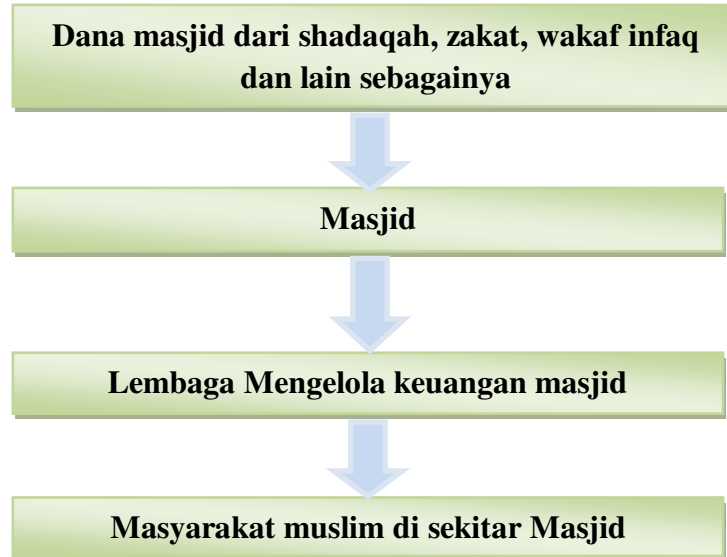 Dana masjid dari shadaqah, zakat, wakaf infaq
dan lain sebagainya
Masjid
Lembaga Mengelola keuangan masjid
Masyarakat muslim di sekitar Masjid